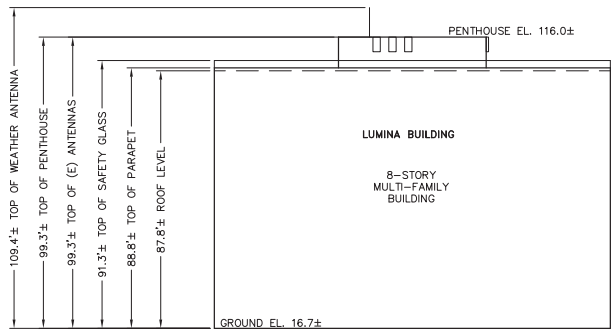 PENTHOUSE EL. 116.0±
109.4'± TOP OF WEATHER ANTENNA
99.3'± TOP OF PENTHOUSE
99.3'± TOP OF (E) ANTENNAS
91.3'± TOP OF SAFETY GLASS
88.8'± TOP OF PARAPET
87.8'± ROOF LEVEL
LUMINA BUILDING
8-STORY
MULTI-FAMILY
BUILDING
GROUND EL. 16.7±